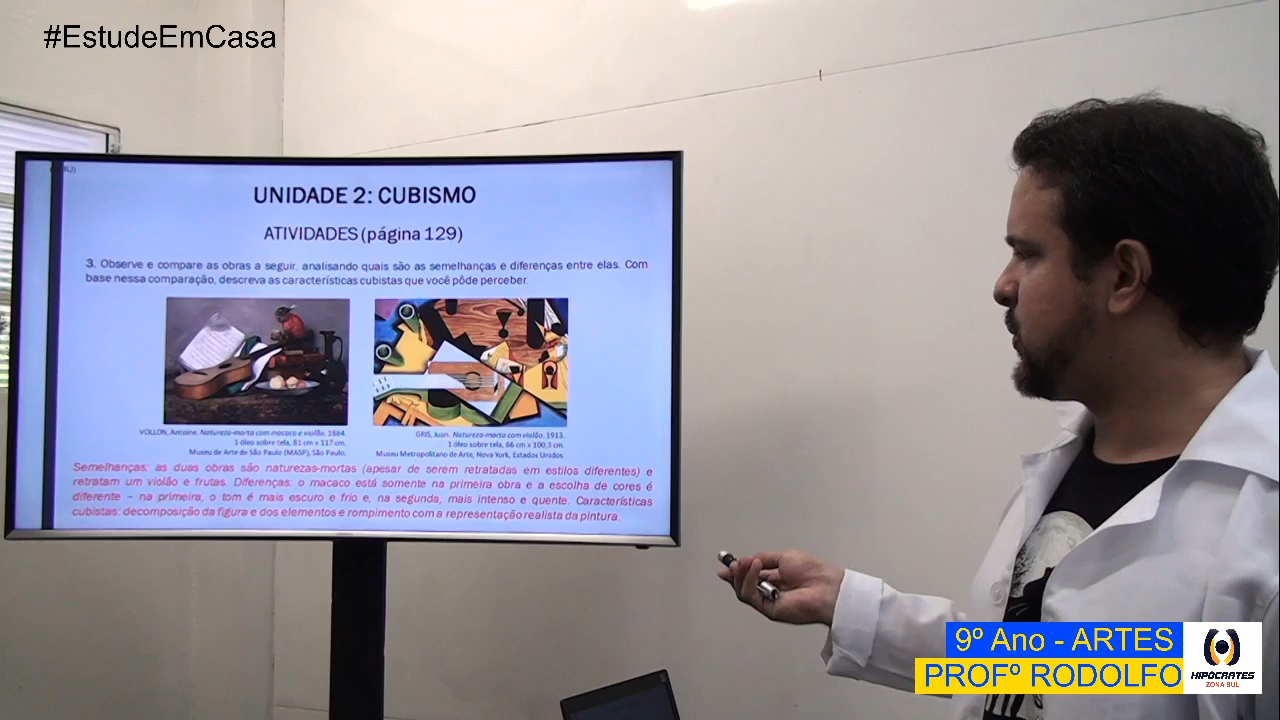 #EstudeEmCasa
UNIDADE 2: CUBISMO
ATIVIDADES (página 129)
3. Observe e compare as obras a seguir, analisando quais são as semelhanças e diferenças entre elas. Com
base nessa comparação, descreva as características cubistas que você pôde perceber.
VOLLON, Antoine. Natureza-morta com macaco e violão, 1864.
1 óleo sobre tela, 81 cm x 117 cm.
Museu de Arte de São Paulo (MASP), São Paulo.
GRIS, Juan. Natureza-morta com violão, 1913.
1 óleo sobre tela, 66 cm x 100,3 cm.
Museu Metropolitano de Arte, Nova York, Estados Unidos.
Semelhanças: as duas obras são naturezas-mortas (apesar de serem retratadas em estilos diferentes) e
retratam um violão e frutas. Diferenças: o macaco está somente na primeira obra e a escolha de cores é
diferente – na primeira, o tom é mais escuro e frio e, na segunda, mais intenso e quente. Características
cubistas: decomposição da figura e dos elementos e rompimento com a representação realista da pintura.
9º Ano - ARTES
PROFº RODOLFO
HIPÓCRATES
ZONA SUL